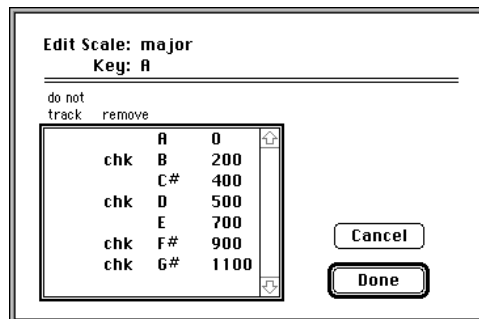 Edit Scale: major
Key: A
do not
track remove
A 0
chk B 200
C# 400
chk D 500
E 700
chk F# 900
chk G# 1100
Cancel
Done